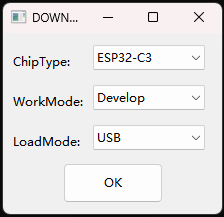 DOWN...
ChipType: ESP32-C3
WorkMode: Develop
LoadMode: USB
OK